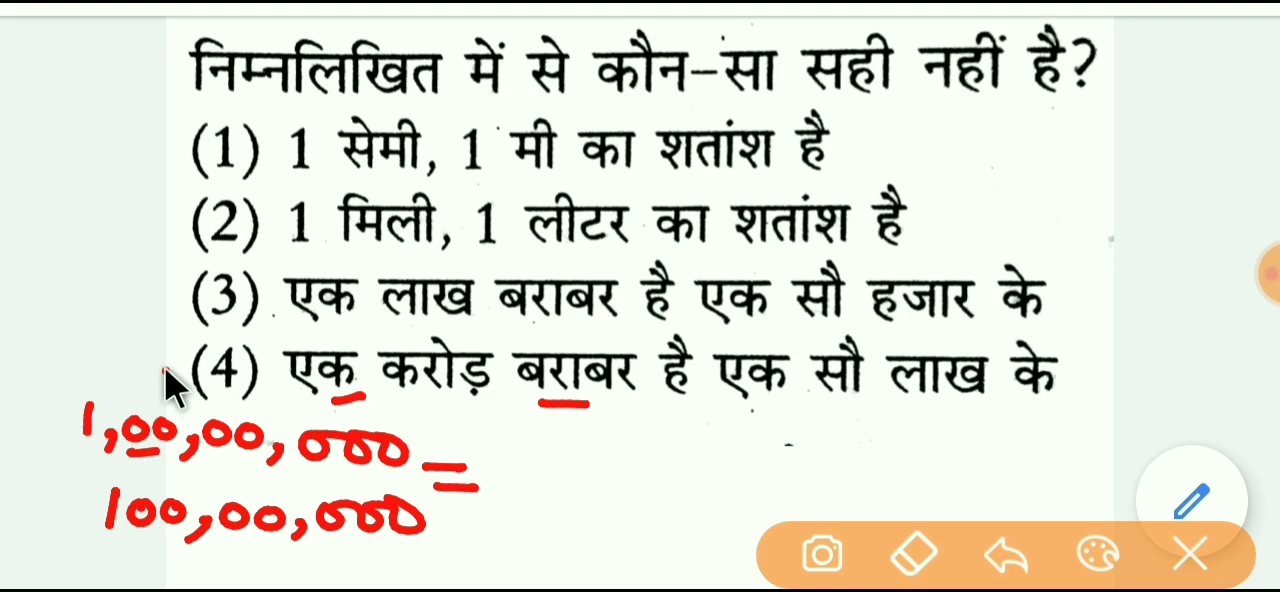 निम्नलिखित में से कौन-सा सही नहीं है?
(1) 1 सेमी, 1 मी का शतांश है
(2) 1 मिली, 1 लीटर का शतांश है
(3) एक लाख बराबर है एक सौ हजार के
(4) एक करोड़ बराबर है एक सौ लाख के
1,00,00,000 =
100,00,000